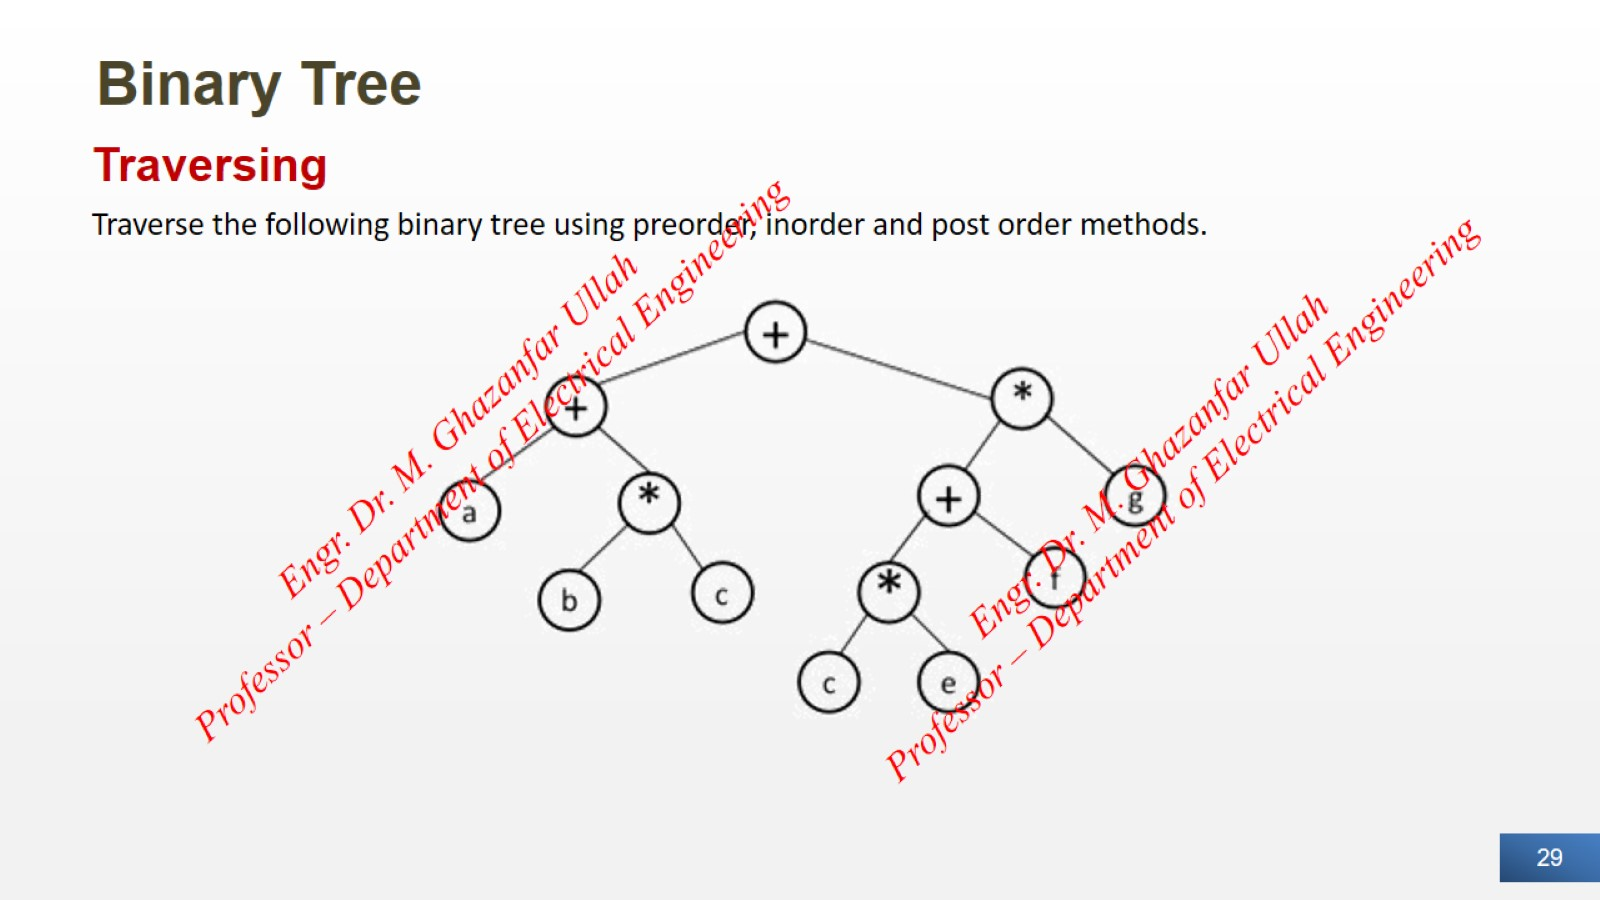 Binary Tree
Traversing
Traverse the following binary tree using preorder, inorder and post order methods.
Engr. Dr. M. Ghazanfar Ullah
Professor – Department of Electrical Engineering
Engr. Dr. M. Ghazanfar Ullah
Professor – Department of Electrical Engineering
+
+ *
a * + g
b c * f
c e
29